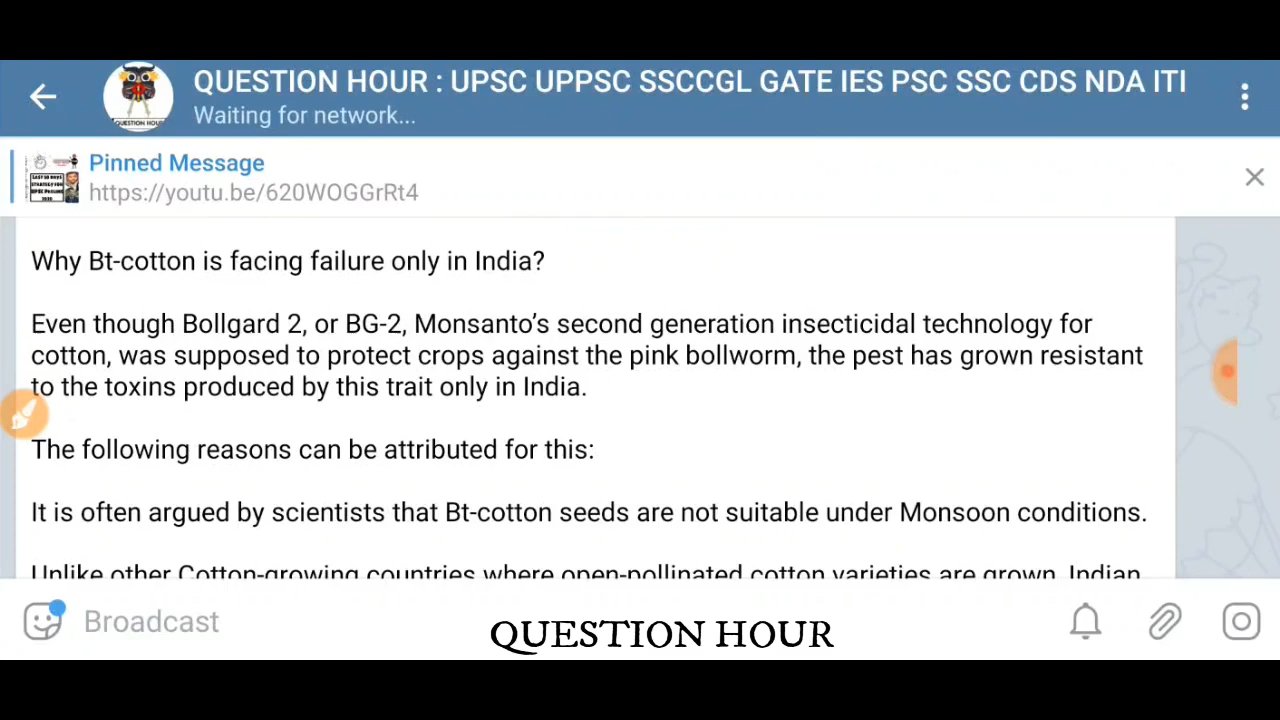 QUESTION HOUR : UPSC UPPSC SSCCGL GATE IES PSC SSC CDS NDA ITI
Waiting for network...
QUESTION HOUR
Pinned Message
https://youtu.be/620WOGGrRt4
Why Bt-cotton is facing failure only in India?
Even though Bollgard 2, or BG-2, Monsanto’s second generation insecticidal technology for
cotton, was supposed to protect crops against the pink bollworm, the pest has grown resistant
to the toxins produced by this trait only in India.
The following reasons can be attributed for this:
It is often argued by scientists that Bt-cotton seeds are not suitable under Monsoon conditions.
Unlike other Cotton-growing countries where open-pollinated cotton varieties are grown, Indian
Broadcast
QUESTION HOUR